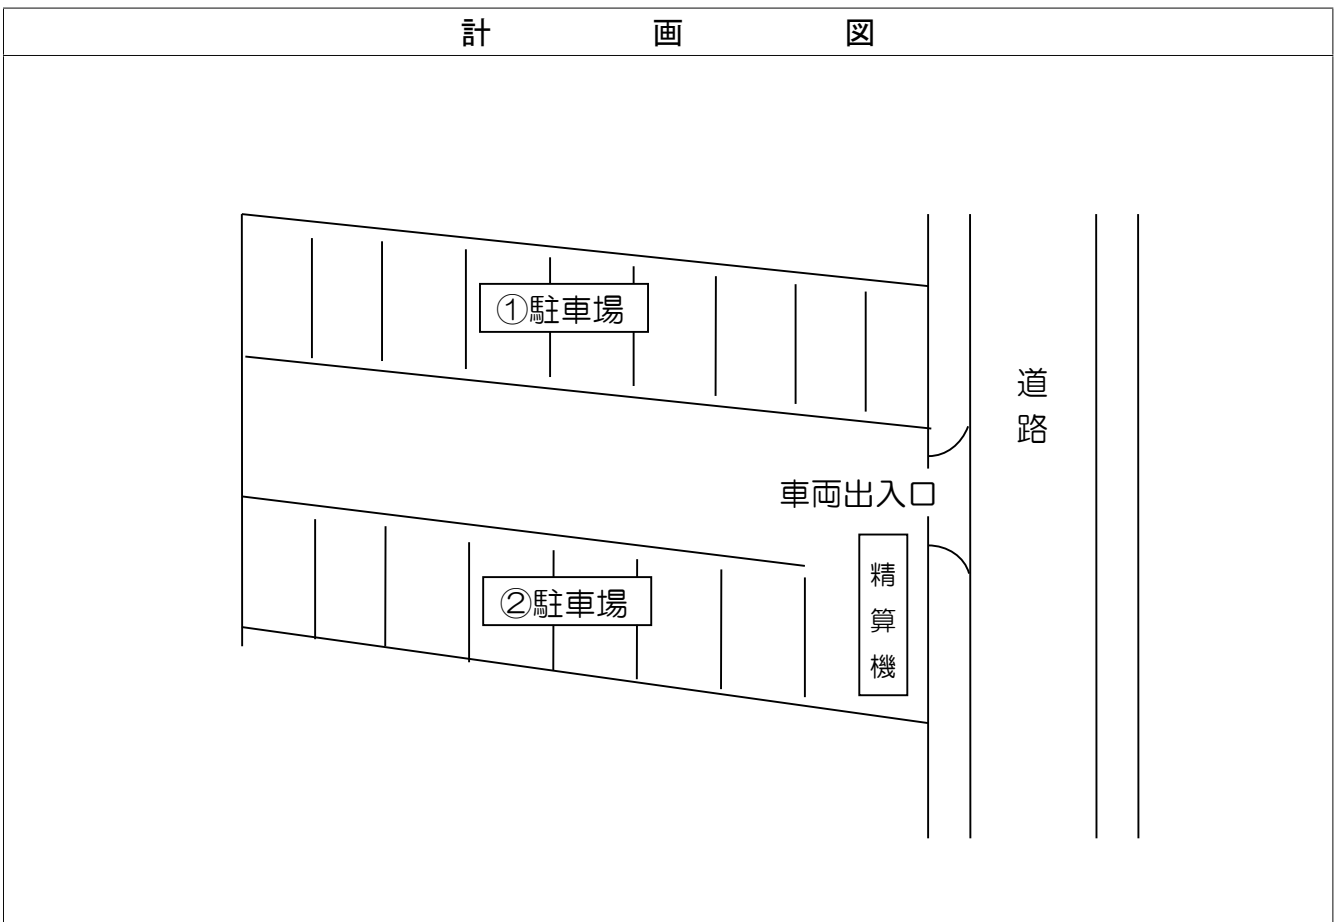 計画図
①駐車場
道路
車両出入口
②駐車場
精算機